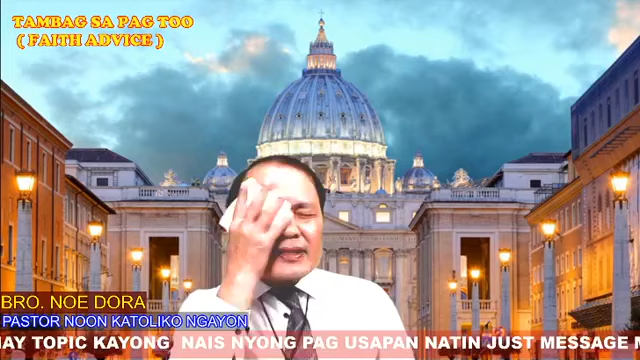 TAMBAG SA PAG TOO
( FAITH ADVICE )
BRO. NOE DORA
PASTOR NOON KATOLIKO NGAYON
MAY TOPIC KAYONG NAIS NYONG PAG USAPAN NATIN JUST MESSAGE